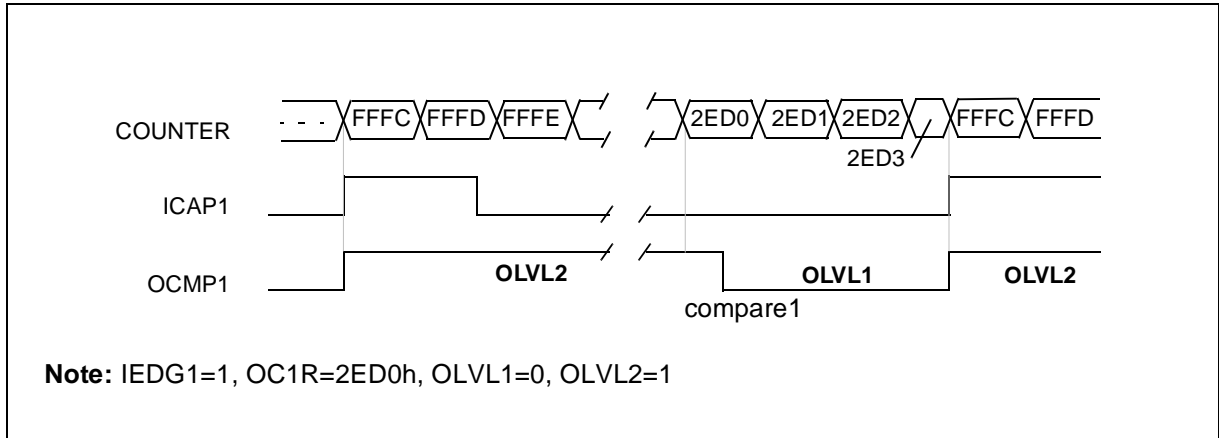 COUNTER - - - FFFC FFFD FFFE 2ED0 2ED1 2ED2 FFFC FFFD
2ED3
ICAP1
OCMP1 OLVL2 OLVL1 OLVL2
compare1
Note: IEDG1=1, OC1R=2ED0h, OLVL1=0, OLVL2=1